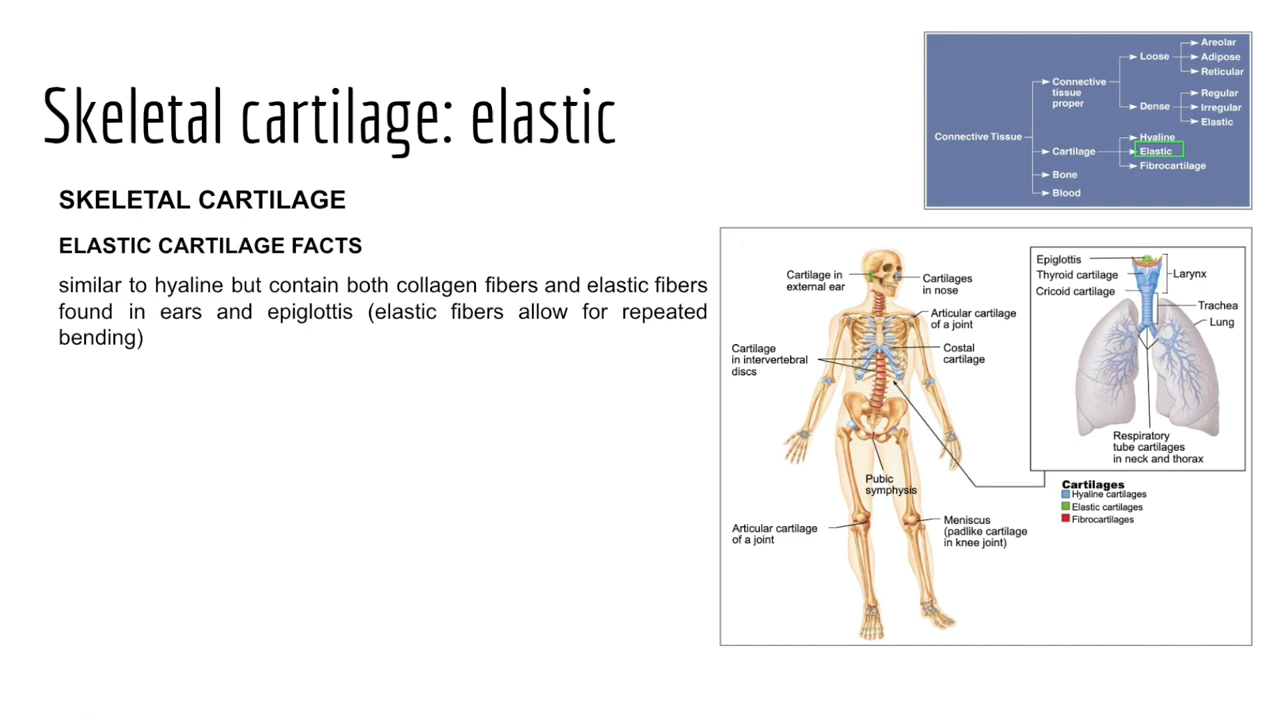 Skeletal cartilage: elastic
SKELETAL CARTILAGE
ELASTIC CARTILAGE FACTS
similar to hyaline but contain both collagen fibers and elastic fibers
found in ears and epiglottis (elastic fibers allow for repeated
bending)
Connective Tissue
Connective
tissue
proper
Loose
Areolar
Adipose
Reticular
Dense
Regular
Irregular
Elastic
Cartilage
Hyaline
Elastic
Fibrocartilage
Bone
Blood
Cartilage in
external ear
Cartilages
in nose
Articular cartilage
of a joint
Cartilage
in intervertebral
discs
Costal
cartilage
Pubic
symphysis
Articular cartilage
of a joint
Meniscus
(padlike cartilage
in knee joint)
Epiglottis
Thyroid cartilage
Cricoid cartilage
Larynx
Trachea
Lung
Respiratory
tube cartilages
in neck and thorax
Cartilages
Hyaline cartilages
Elastic cartilages
Fibrocartilages